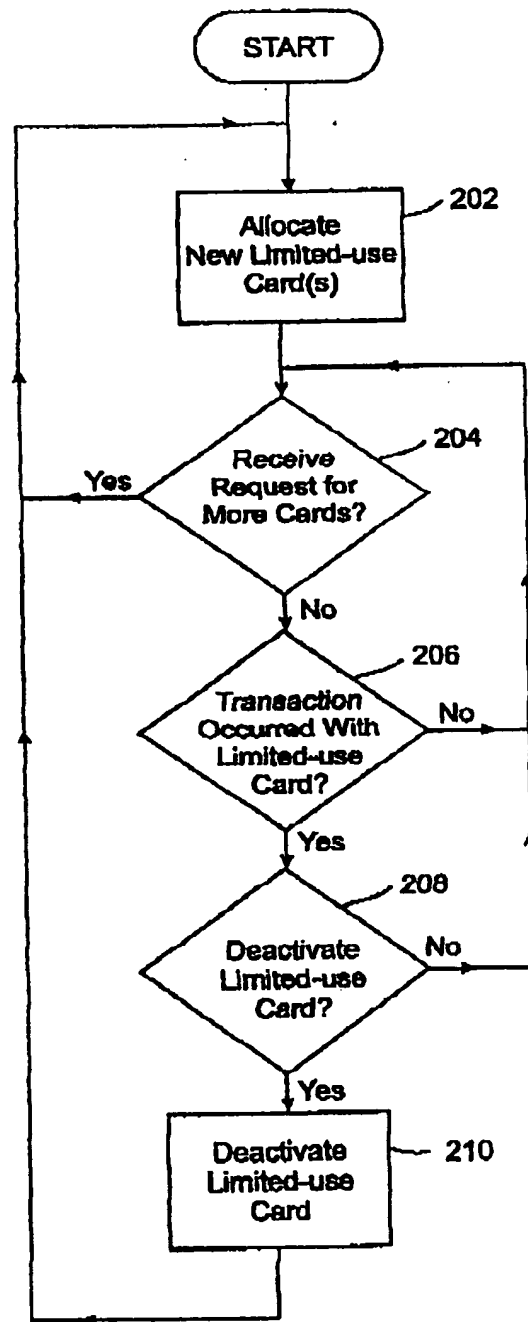 START
202
Allocate
New Limited-use
Card(s)
204
Receive
Request for
More Cards?
Yes
No
206
Transaction
Occurred With
Limited-use
Card?
No
Yes
208
Deactivate
Limited-use
Card?
No
Yes
210
Deactivate
Limited-use
Card